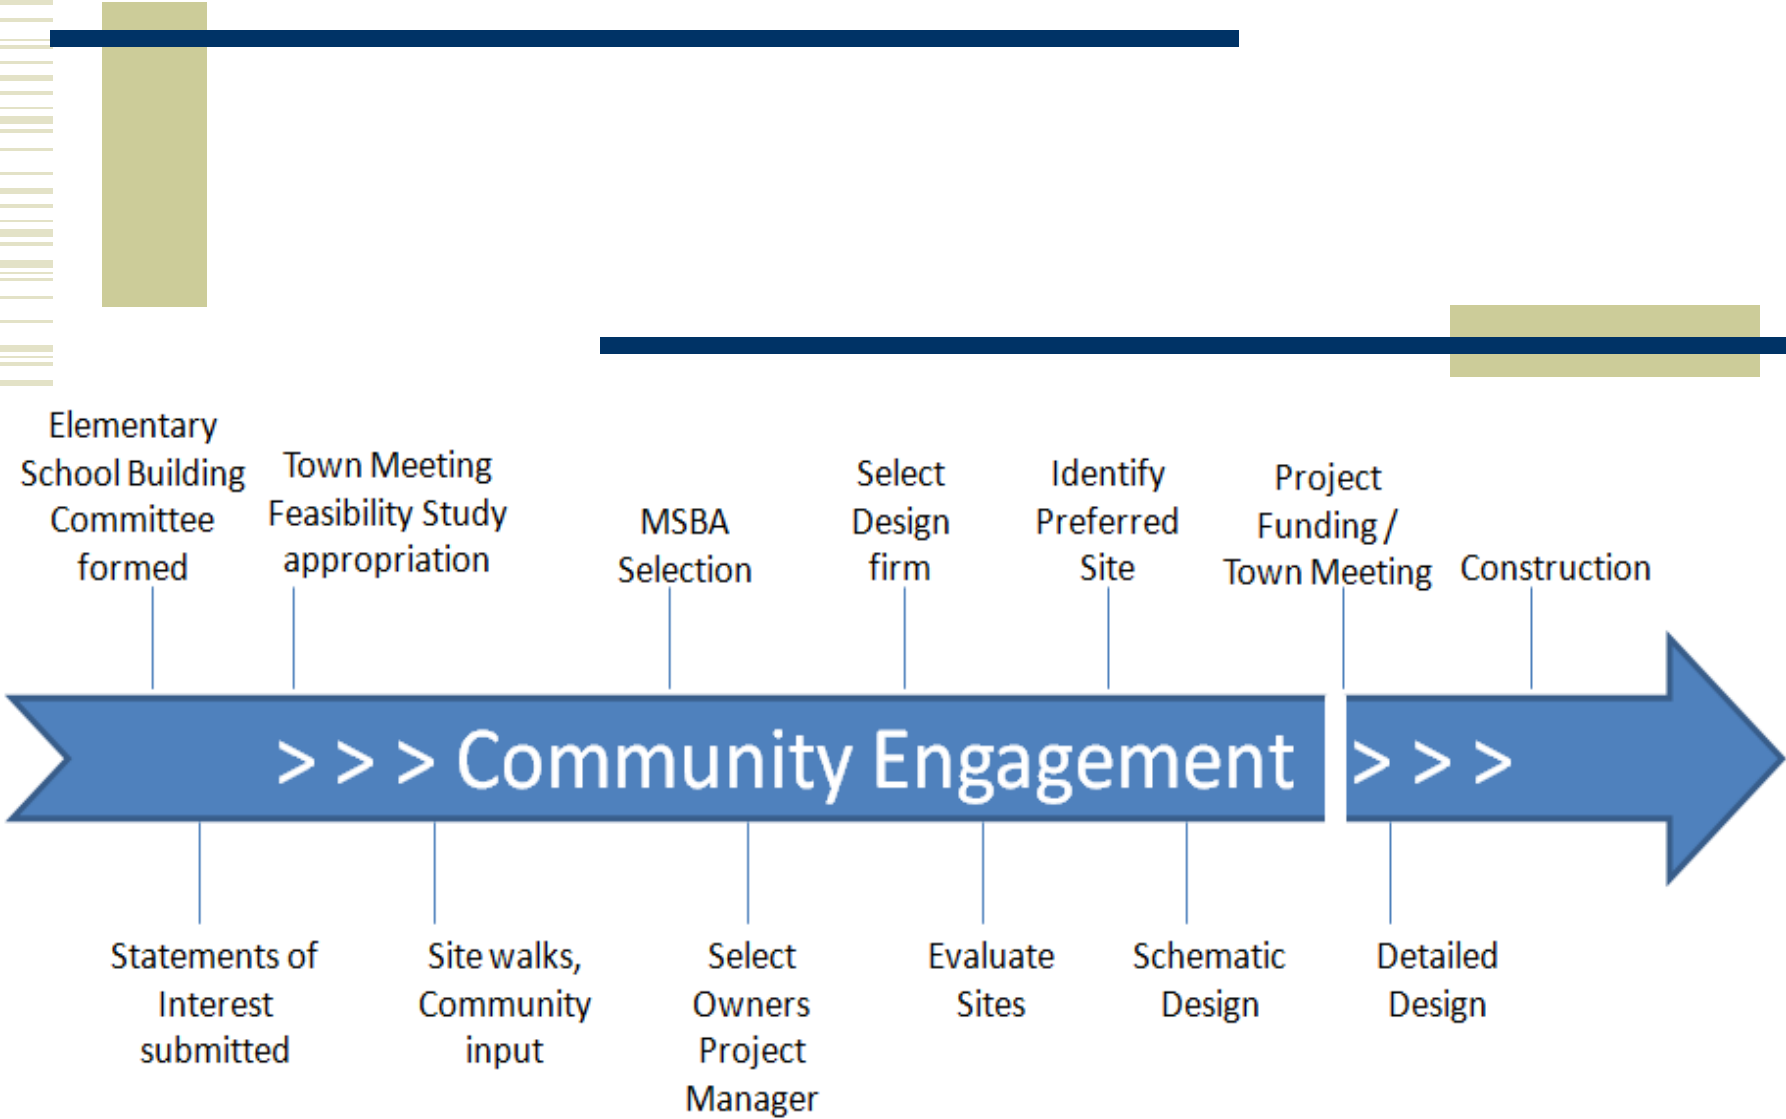 Elementary
School Building
Committee
formed
Town Meeting
Feasibility Study
appropriation
MSBA
Selection
Select
Design
firm
Identify
Preferred
Site
Project
Funding /
Town Meeting
Construction
> > > Community Engagement > > >
Statements of
Interest
submitted
Site walks,
Community
input
Select
Owners
Project
Manager
Evaluate
Sites
Schematic
Design
Detailed
Design